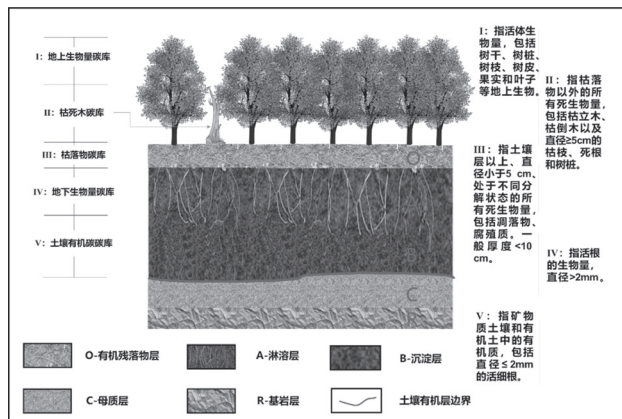 I：地上生物量碳库
II：枯死木碳库
III：枯落物碳库
IV：地下生物量碳库
V：土壤有机碳碳库
I：指活体生
物量，包括
树干、树桩、
树枝、树皮、
果实和叶子
等地上生物。
II：指枯落
物以外的所
有死生物量，
包括枯立木、
枯倒木以及
直径≥5cm的
枯枝、死根
和树桩。
III：指土壤
层以上、直
径小于5 cm、
处于不同分
解状态的所
有死生物量，
包括凋落物、
腐殖质。一
般厚度<10
cm。
IV：指活根
的生物量，
直径>2mm。
V：指矿物
质土壤和有
机土中的有
机质，包括
直径≤2mm
的活细根。
O
B
C
O-有机残落物层
A-淋溶层
B-沉淀层
C-母质层
R-基岩层
土壤有机层边界